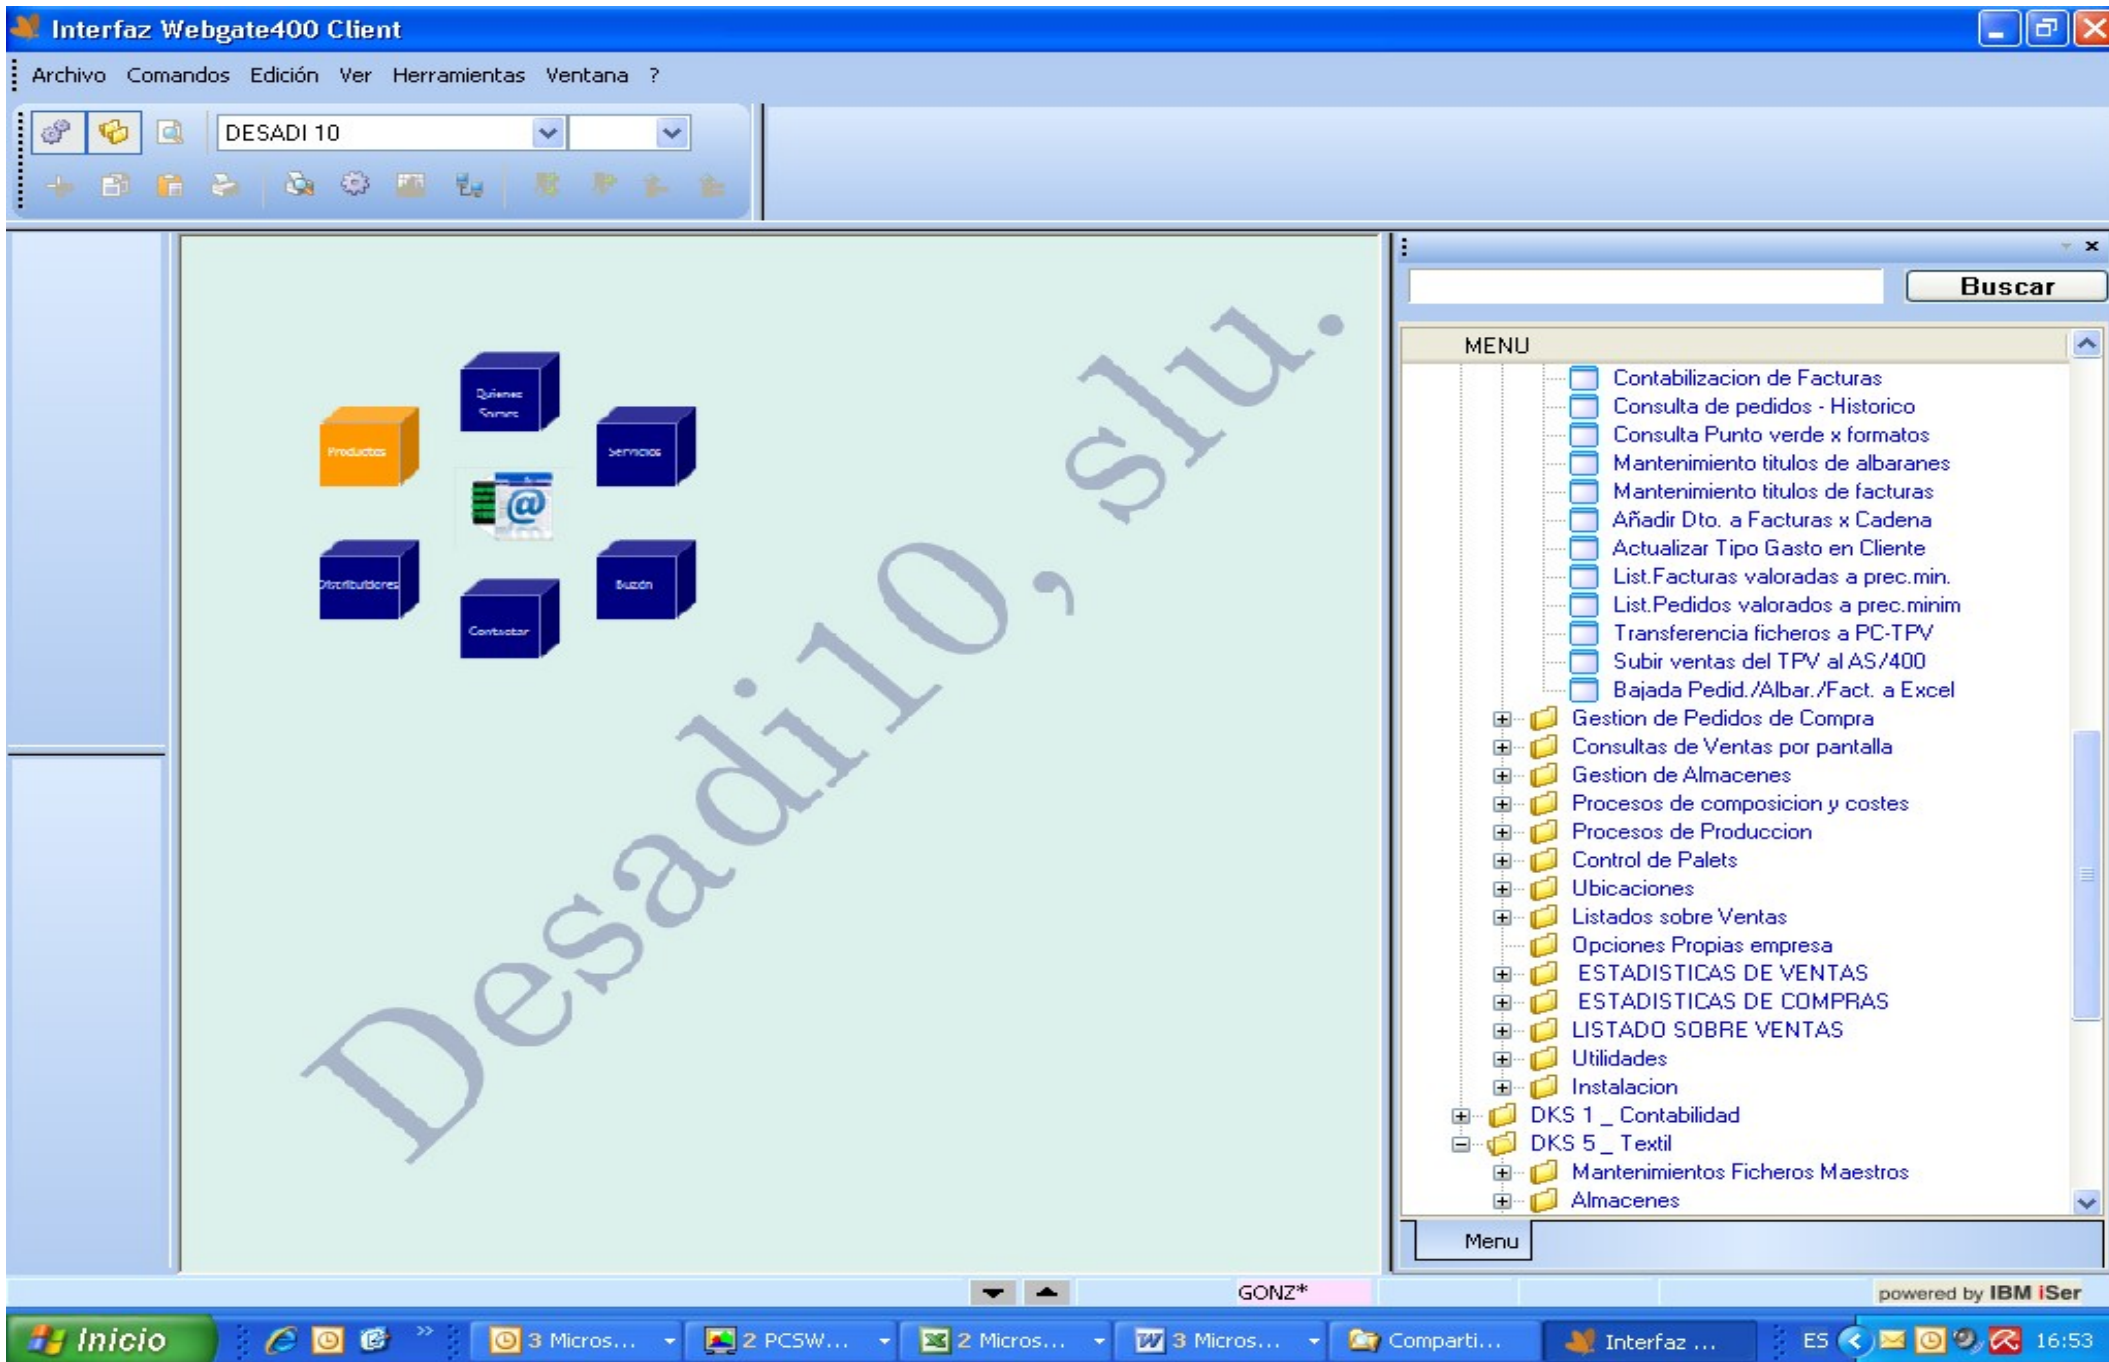 Interfaz Webgate400 Client
Archivo Comandos Edición Ver Herramientas Ventana ?
DESADI 10
Buscar
MENU
Contabilizacion de Facturas
Consulta de pedidos - Historico
Consulta Punto verde x formatos
Mantenimiento titulos de albaranes
Mantenimiento titulos de facturas
Añadir Dto. a Facturas x Cadena
Actualizar Tipo Gasto en Cliente
List.Facturas valoradas a prec.min.
List.Pedidos valorados a prec.minim
Transferencia ficheros a PC-TPV
Subir ventas del TPV al AS/400
Bajada Pedid./Albar./Fact. a Excel
Gestion de Pedidos de Compra
Consultas de Ventas por pantalla
Gestion de Almacenes
Procesos de composicion y costes
Procesos de Produccion
Control de Palets
Ubicaciones
Listados sobre Ventas
Opciones Propias empresa
ESTADISTICAS DE VENTAS
ESTADISTICAS DE COMPRAS
LISTADO SOBRE VENTAS
Utilidades
Instalacion
DKS 1 _ Contabilidad
DKS 5 _ Textil
Mantenimientos Ficheros Maestros
Almacenes
Menu
Quienes
Somos
Productos
Servicios
@
Distribuidores
Buzón
Contactar
Desadi10, slu.
GONZ*
powered by IBM iSer
Inicio
3 Micros...
2 PCSW...
2 Micros...
3 Micros...
Comparti...
Interfaz ...
ES
16:53